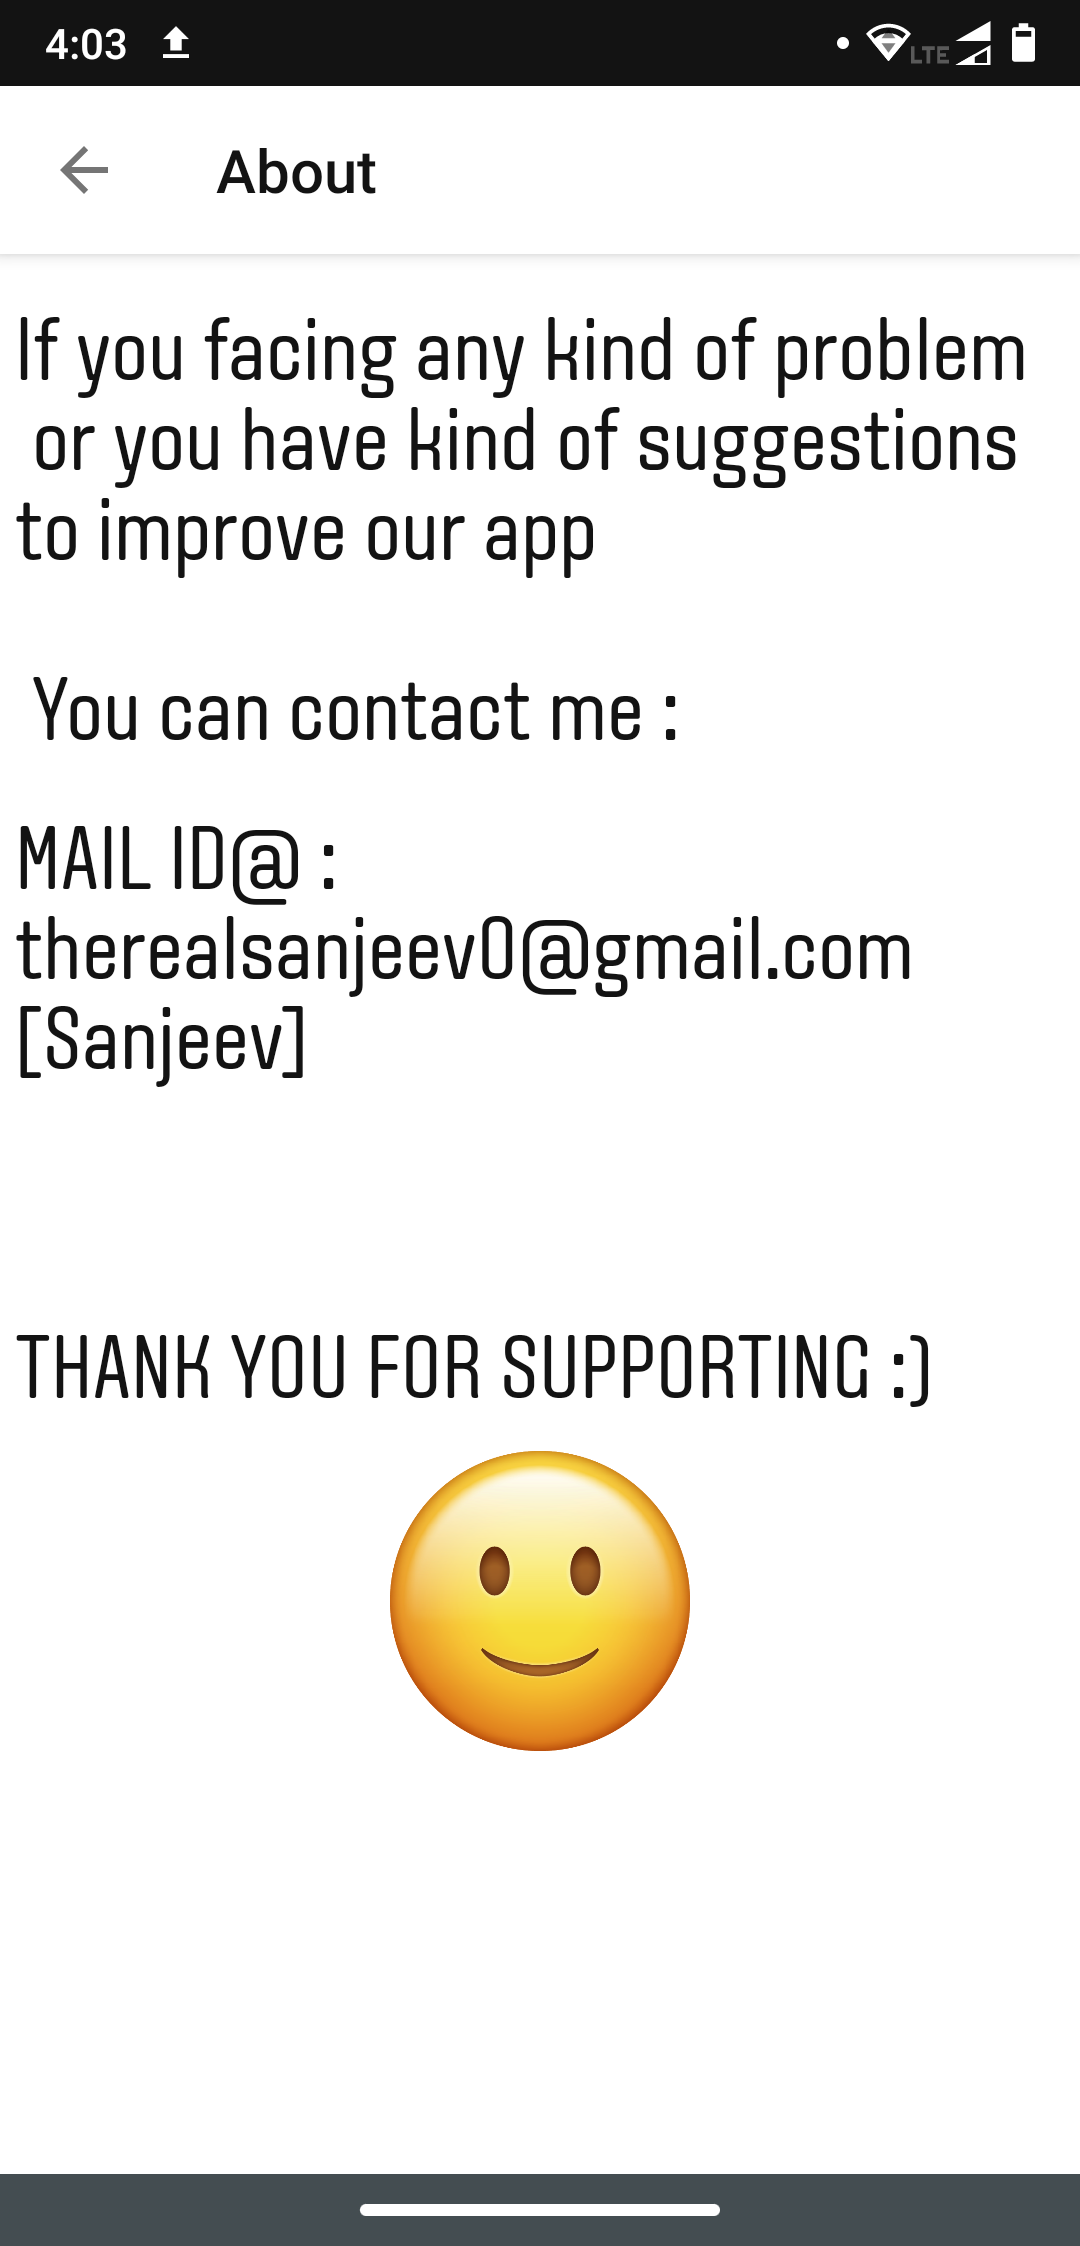 4:03
LTE
About
If you facing any kind of problem
or you have kind of suggestions
to improve our app
You can contact me :
MAIL ID@ :
therealsanjeev0@gmail.com
[Sanjeev]
THANK YOU FOR SUPPORTING :)